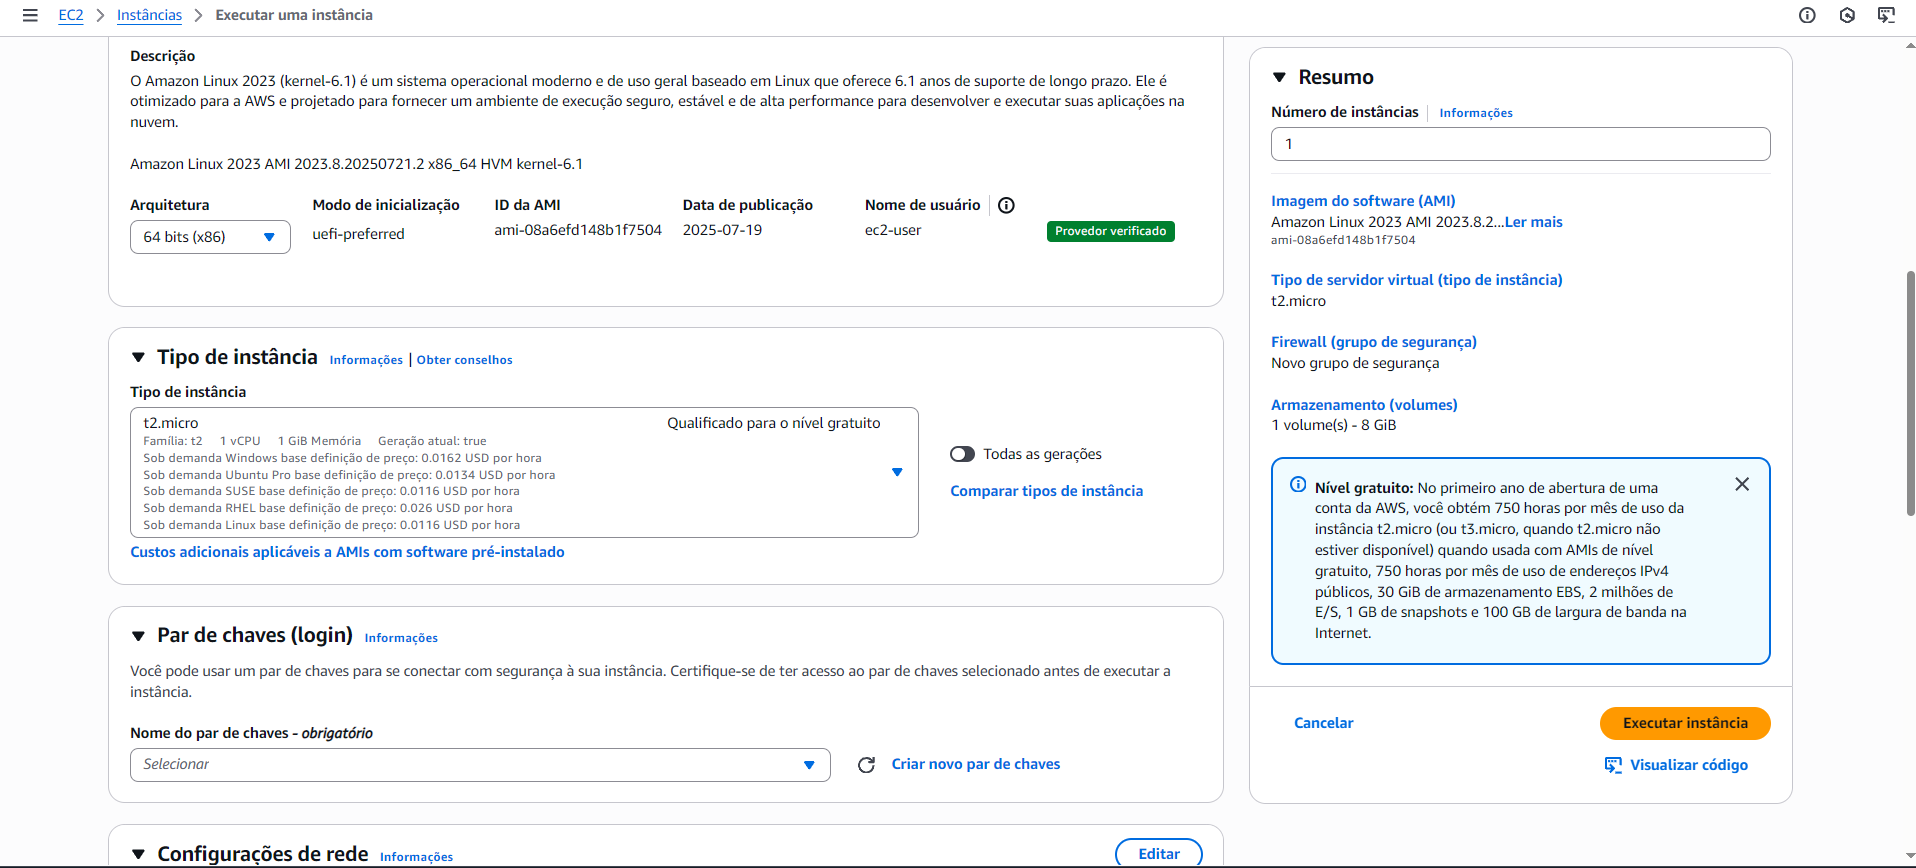 EC2 > Instâncias > Executar uma instância
Descrição
O Amazon Linux 2023 (kernel-6.1) é um sistema operacional moderno e de uso geral baseado em Linux que oferece 6.1 anos de suporte de longo prazo. Ele é
otimizado para a AWS e projetado para fornecer um ambiente de execução seguro, estável e de alta performance para desenvolver e executar suas aplicações na
nuvem.
Amazon Linux 2023 AMI 2023.8.20250721.2 x86_64 HVM kernel-6.1
Arquitetura
64 bits (x86)
Modo de inicialização
uefi-preferred
ID da AMI
ami-08a6efd148b1f7504
Data de publicação
2025-07-19
Nome de usuário
ec2-user
Provedor verificado
Tipo de instância Informações | Obter conselhos
Tipo de instância
t2.micro Qualificado para o nível gratuito
Família: t2 1 vCPU 1 GiB Memória Geração atual: true
Sob demanda Windows base definição de preço: 0.0162 USD por hora
Sob demanda Ubuntu Pro base definição de preço: 0.0134 USD por hora
Sob demanda SUSE base definição de preço: 0.0116 USD por hora
Sob demanda RHEL base definição de preço: 0.026 USD por hora
Sob demanda Linux base definição de preço: 0.0116 USD por hora
Todas as gerações
Comparar tipos de instância
Custos adicionais aplicáveis a AMIs com software pré-instalado
Par de chaves (login) Informações
Você pode usar um par de chaves para se conectar com segurança à sua instância. Certifique-se de ter acesso ao par de chaves selecionado antes de executar a
instância.
Nome do par de chaves - obrigatório
Selecionar
Criar novo par de chaves
Configurações de rede Informações
Editar
Resumo
Número de instâncias Informações
1
Imagem do software (AMI)
Amazon Linux 2023 AMI 2023.8.2...Ler mais
ami-08a6efd148b1f7504
Tipo de servidor virtual (tipo de instância)
t2.micro
Firewall (grupo de segurança)
Novo grupo de segurança
Armazenamento (volumes)
1 volume(s) - 8 GiB
Nível gratuito: No primeiro ano de abertura de uma
conta da AWS, você obtém 750 horas por mês de uso da
instância t2.micro (ou t3.micro, quando t2.micro não
estiver disponível) quando usada com AMIs de nível
gratuito, 750 horas por mês de uso de endereços IPv4
públicos, 30 GiB de armazenamento EBS, 2 milhões de
E/S, 1 GB de snapshots e 100 GB de largura de banda na
Internet.
Cancelar
Executar instância
Visualizar código